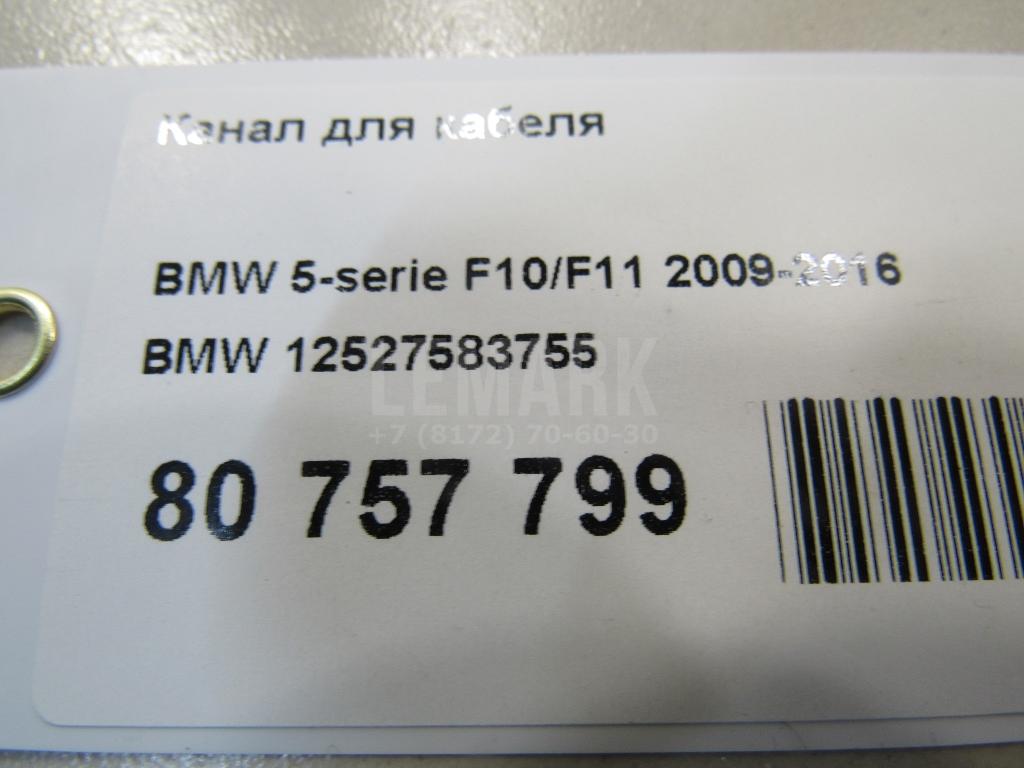 Канал для кабеля
BMW 5-serie F10/F11 2009-2016
BMW 12527583755
LEMARK
+7 (8172) 70-60-30
80 757 799